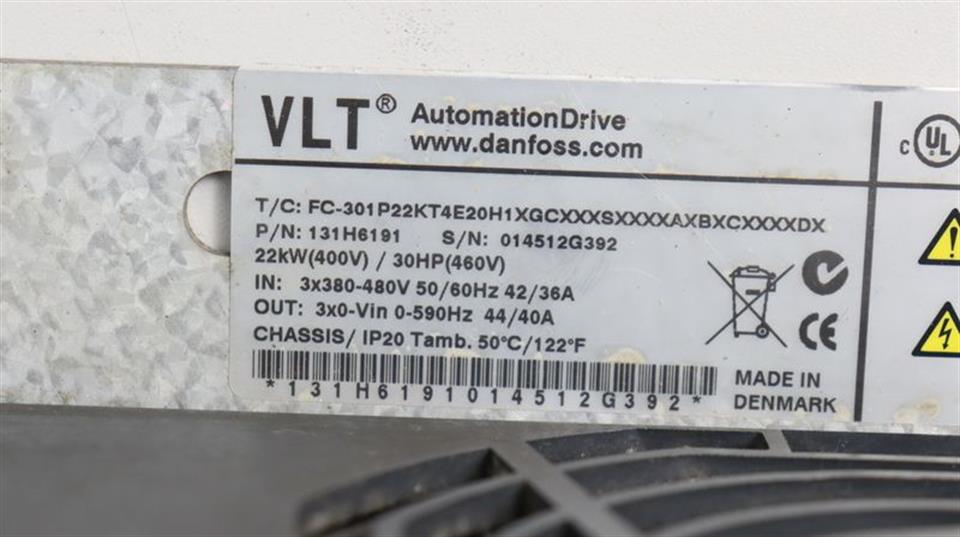 VLT® AutomationDrive
www.danfoss.com
T/C: FC-301P22KT4E20H1XGCXXXSXXXXAXBXCXXXXDX
P/N: 131H6191 S/N: 014512G392
22kW(400V) / 30HP(460V)
IN: 3x380-480V 50/60Hz 42/36A
OUT: 3x0-Vin 0-590Hz 44/40A
CHASSIS/ IP20 Tamb. 50°C/122°F
*131H6191014512G392*
MADE IN
DENMARK
c UL
CE